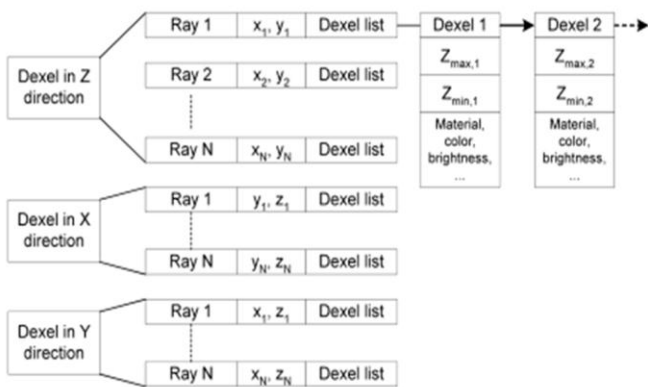 Ray 1 x₁, y₁ Dexel list Dexel 1 Dexel 2
Dexel in Z
direction
Zmax,1 Zmax,2
Ray 2 x₂, y₂ Dexel list
Zmin,1 Zmin,2
Material,
color,
brightness,
...
Material,
color,
brightness,
...
Ray N xN, yN Dexel list
Dexel in X
direction
Ray 1 y₁, z₁ Dexel list
Ray N yN, zN Dexel list
Dexel in Y
direction
Ray 1 x₁, z₁ Dexel list
Ray N xN, zN Dexel list